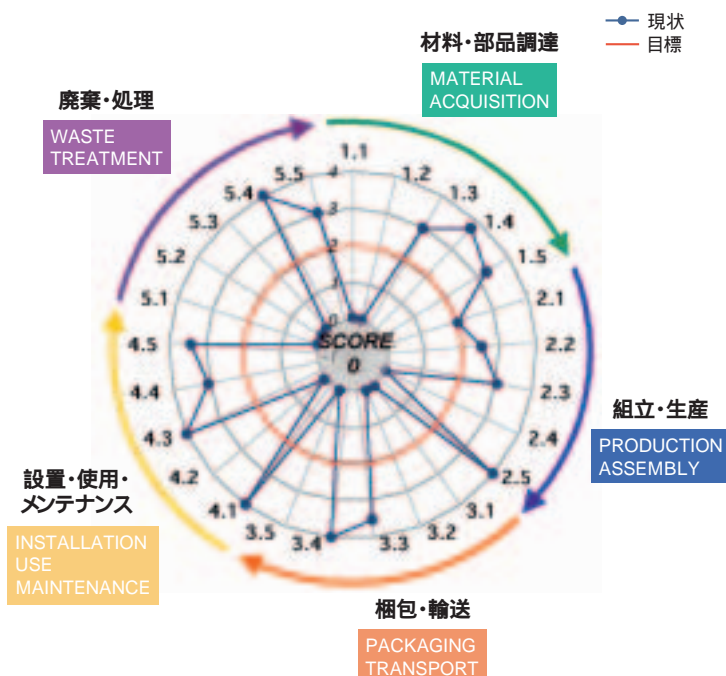 現状
目標
材料・部品調達
MATERIAL
ACQUISITION
廃棄・処理
WASTE
TREATMENT
1.1
1.2
1.3
1.4
1.5
2.1
2.2
2.3
2.4
2.5
3.1
3.2
3.3
3.4
3.5
4.1
4.2
4.3
4.4
4.5
5.1
5.2
5.3
5.4
5.5
4
3
2
1
0
SCORE
0
組立・生産
PRODUCTION
ASSEMBLY
設置・使用・
メンテナンス
INSTALLATION
USE
MAINTENANCE
梱包・輸送
PACKAGING
TRANSPORT